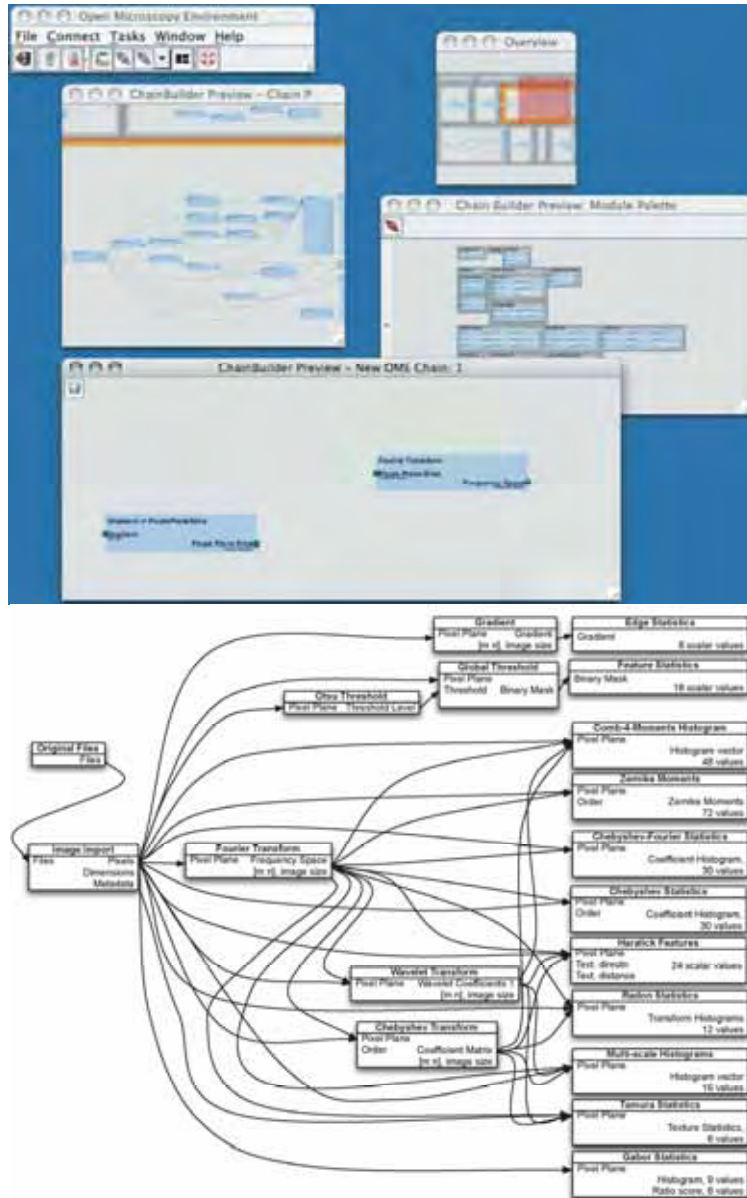 Open Microscopy Environment
File Connect Tasks Window Help
Overview
ChainBuilder Preview - Chain P
Chain Builder Preview: Module Palette
ChainBuilder Preview - New OME Chain: 1
Fourier Transform
Frequency Space
Gradient
Pixel Plane Gradient
[m n], image size
Edge Statistics
Gradient
8 scalar values
Global Threshold
Pixel Plane
Threshold Binary Mask
Feature Statistics
Binary Mask
18 scalar values
Otsu Threshold
Pixel Plane Threshold Level
Original Files
Files
Comb-4-Moments Histogram
Pixel Plane
Histogram vector
48 values
Zernike Moments
Pixel Plane
Order Zernike Moments
72 values
Image Import
Files Pixels
Dimensions
Metadata
Fourier Transform
Pixel Plane Frequency Space
[m n], image size
Chebyshev-Fourier Statistics
Pixel Plane
Coefficient Histogram,
30 values
Chebyshev Statistics
Pixel Plane
Order Coefficient Histogram,
30 values
Haralick Features
Pixel Plane
Text. directn 24 scalar values
Text. distance
Wavelet Transform
Pixel Plane Wavelet Coefficients 1
[m n], image size
Radon Statistics
Pixel Plane
Transform Histograms
12 values
Chebyshev Transform
Pixel Plane
Order Coefficient Matrix
[m n], image size
Multi-scale Histograms
Pixel Plane
Histogram vector
16 values
Tamura Statistics
Pixel Plane
Texture Statistics,
6 values
Gabor Statistics
Pixel Plane
Histogram, 9 values
Ratio score, 6 values